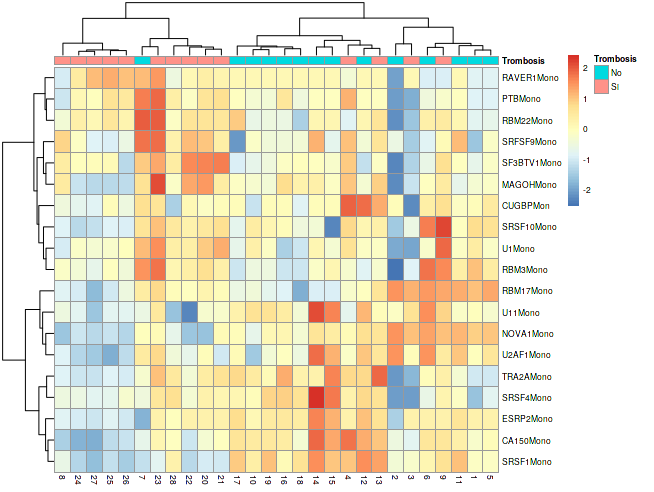 Trombosis
RAVER1Mono
PTBMono
RBM22Mono
SRFSF9Mono
SF3BTV1Mono
MAGOHMono
CUGBPMon
SRSF10Mono
U1Mono
RBM3Mono
RBM17Mono
U11Mono
NOVA1Mono
U2AF1Mono
TRA2AMono
SRSF4Mono
ESRP2Mono
CA150Mono
SRSF1Mono
8 24 27 25 26 7 23 28 22 20 21 17 10 19 16 18 14 15 4 12 13 2 3 6 9 11 1 5
2
1
0
-1
-2
Trombosis
No
SI